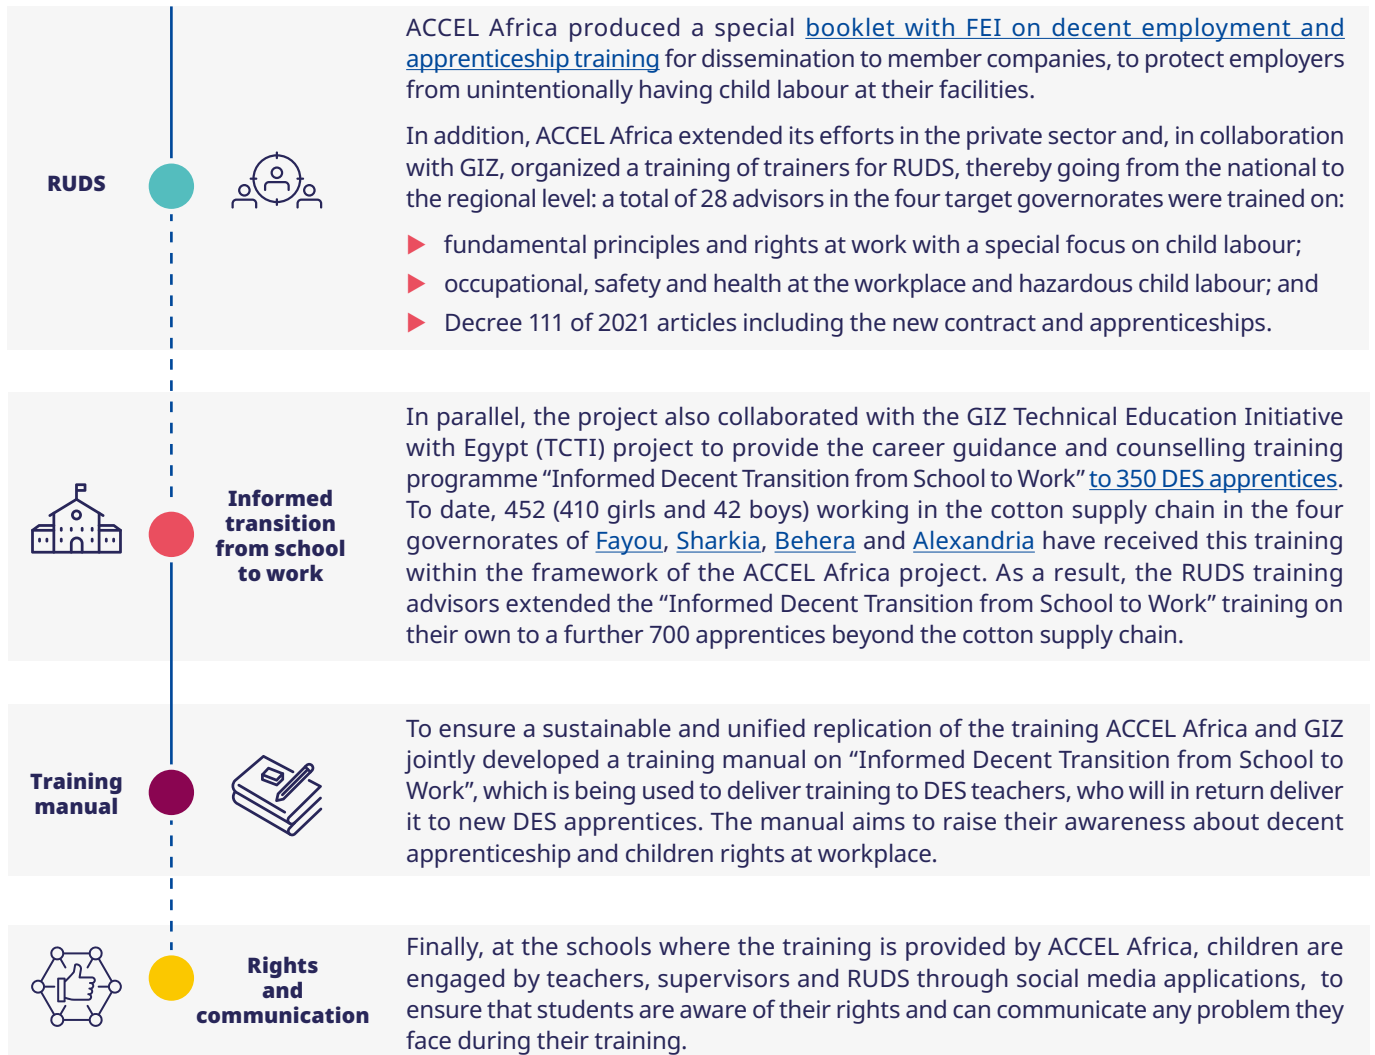 ACCEL Africa produced a special booklet with FEI on decent employment and
apprenticeship training for dissemination to member companies, to protect employers
from unintentionally having child labour at their facilities.
RUDS
In addition, ACCEL Africa extended its efforts in the private sector and, in collaboration
with GIZ, organized a training of trainers for RUDS, thereby going from the national to
the regional level: a total of 28 advisors in the four target governorates were trained on:
fundamental principles and rights at work with a special focus on child labour;
occupational, safety and health at the workplace and hazardous child labour; and
Decree 111 of 2021 articles including the new contract and apprenticeships.
Informed
transition
from school
to work
In parallel, the project also collaborated with the GIZ Technical Education Initiative
with Egypt (TCTI) project to provide the career guidance and counselling training
programme “Informed Decent Transition from School to Work” to 350 DES apprentices.
To date, 452 (410 girls and 42 boys) working in the cotton supply chain in the four
governorates of Fayou, Sharkia, Behera and Alexandria have received this training
within the framework of the ACCEL Africa project. As a result, the RUDS training
advisors extended the “Informed Decent Transition from School to Work” training on
their own to a further 700 apprentices beyond the cotton supply chain.
Training
manual
To ensure a sustainable and unified replication of the training ACCEL Africa and GIZ
jointly developed a training manual on “Informed Decent Transition from School to
Work”, which is being used to deliver training to DES teachers, who will in return deliver
it to new DES apprentices. The manual aims to raise their awareness about decent
apprenticeship and children rights at workplace.
Rights
and
communication
Finally, at the schools where the training is provided by ACCEL Africa, children are
engaged by teachers, supervisors and RUDS through social media applications, to
ensure that students are aware of their rights and can communicate any problem they
face during their training.